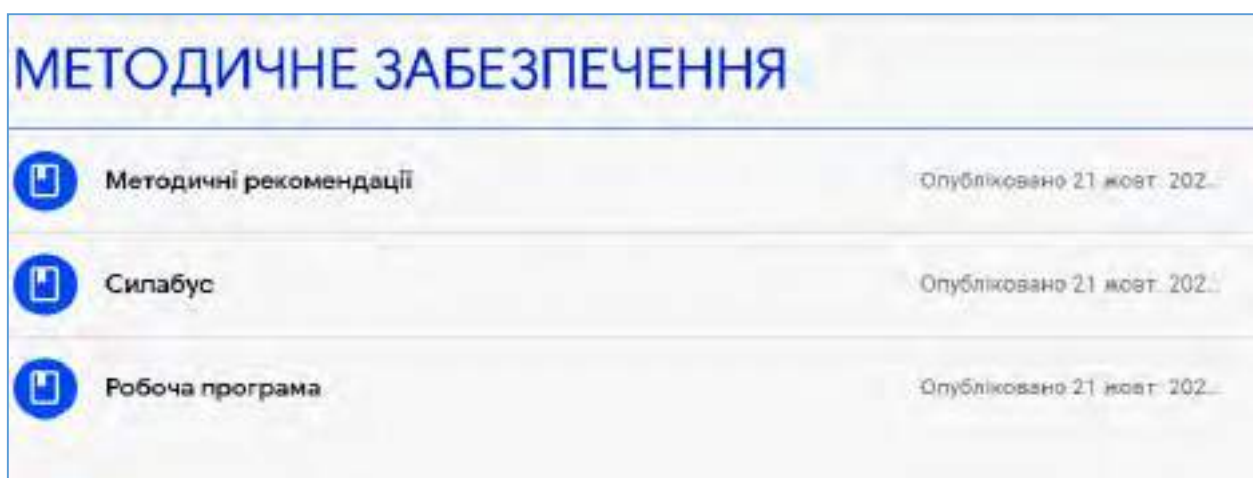 МЕТОДИЧНЕ ЗАБЕЗПЕЧЕННЯ
Методичні рекомендації Опубліковано 21 жовт. 202...
Силабус Опубліковано 21 жовт. 202...
Робоча програма Опубліковано 21 жовт. 202...